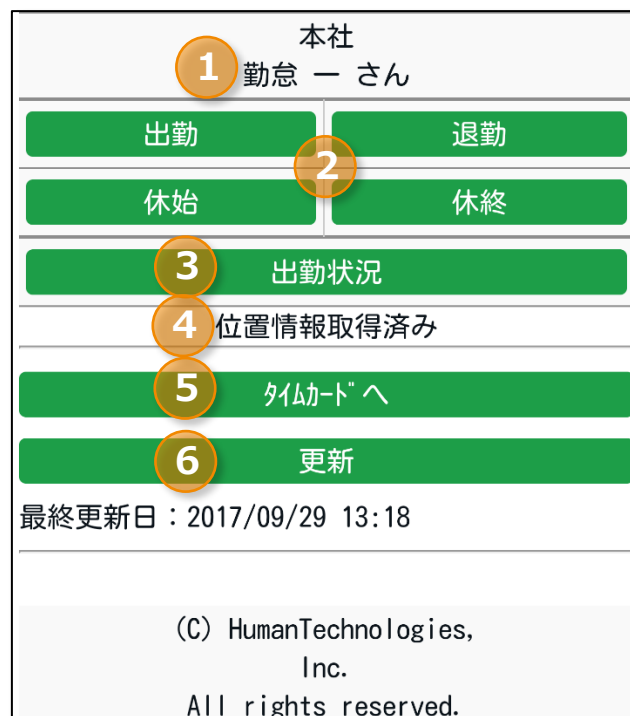 本社
1 勤怠 一 さん
出勤 退勤
2
休始 休終
3 出勤状況
4 位置情報取得済み
5 ﾀｲﾑｶｰﾄﾞへ
6 更新
最終更新日：2017/09/29 13:18
(C) HumanTechnologies,
Inc.
All rights reserved.